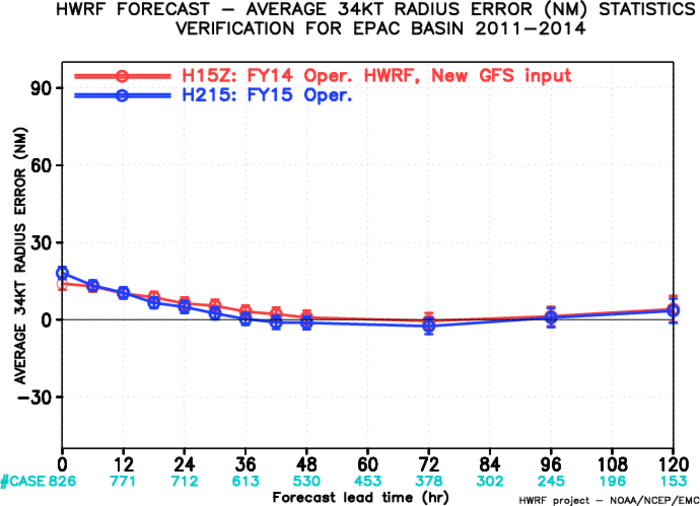 HWRF FORECAST – AVERAGE 34KT RADIUS ERROR (NM) STATISTICS
VERIFICATION FOR EPAC BASIN 2011–2014
H15Z: FY14 Oper. HWRF, New GFS input
H215: FY15 Oper.
AVERAGE 34KT RADIUS ERROR (NM)
90
60
30
0
–30
0 12 24 36 48 60 72 84 96 108 120
#CASE 826 771 712 613 530 453 378 302 245 196 153
Forecast lead time (hr)
HWRF project – NOAA/NCEP/EMC